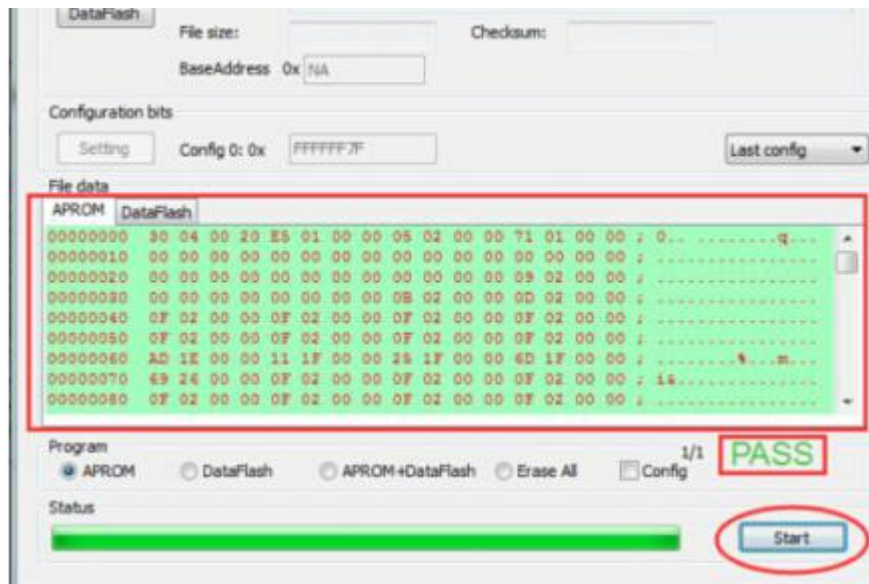 DataFlash
File size: Checksum:
BaseAddress 0x NA
Configuration bits
Setting Config 0: 0x FFFFFF7F Last config
File data
APROM DataFlash
00000000 30 04 00 20 E5 01 00 00 05 02 00 00 71 01 00 00 ; 0.. ........q...
00000010 00 00 00 00 00 00 00 00 00 00 00 00 00 00 00 00 ; ................
00000020 00 00 00 00 00 00 00 00 00 00 00 00 09 02 00 00 ; ................
00000030 00 00 00 00 00 00 00 00 0B 02 00 00 0D 02 00 00 ; ................
00000040 0F 02 00 00 0F 02 00 00 0F 02 00 00 0F 02 00 00 ; ................
00000050 0F 02 00 00 0F 02 00 00 0F 02 00 00 0F 02 00 00 ; ................
00000060 AD 1E 00 00 11 1F 00 00 25 1F 00 00 6D 1F 00 00 ; ........%...m...
00000070 69 26 00 00 0F 02 00 00 0F 02 00 00 0F 02 00 00 ; i&..............
00000080 0F 02 00 00 0F 02 00 00 0F 02 00 00 0F 02 00 00 ; ................
Program 1/1 PASS
APROM DataFlash APROM+DataFlash Erase All Config
Status
Start